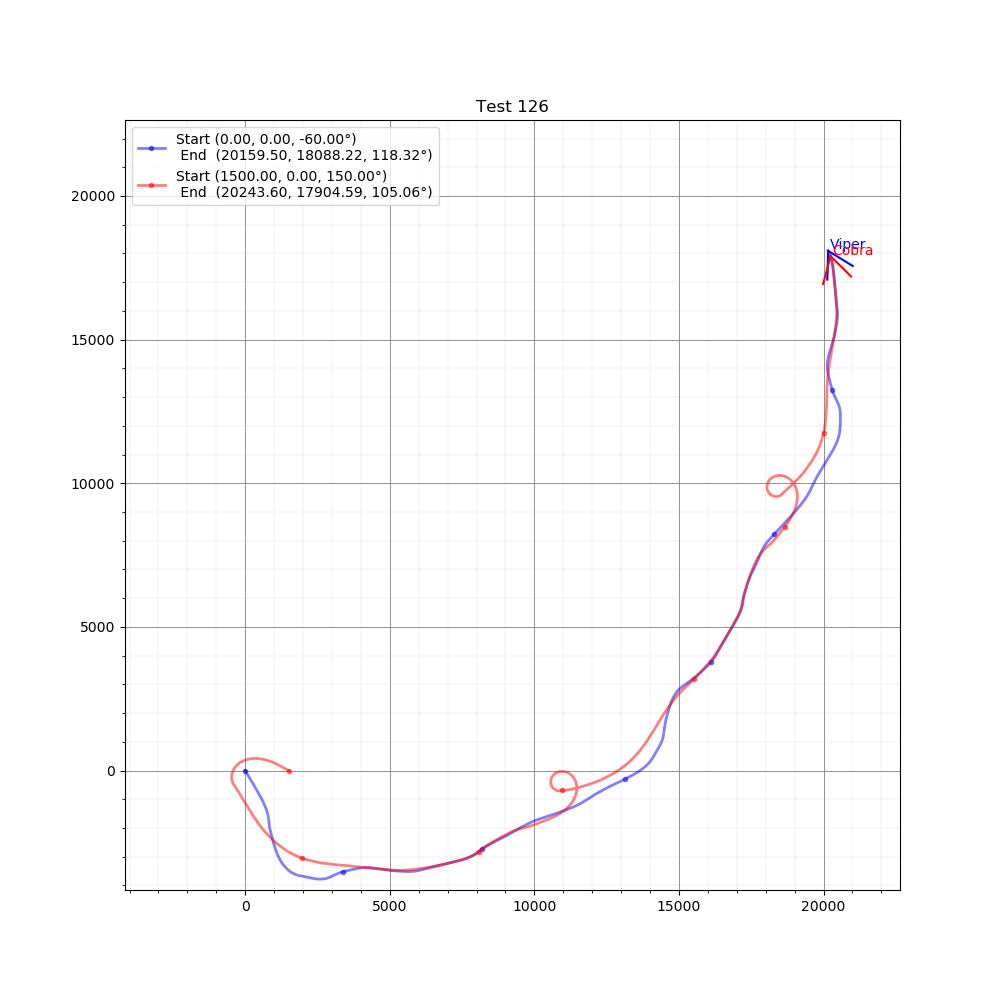 Test 126
Start (0.00, 0.00, -60.00°)
End  (20159.50, 18088.22, 118.32°)
Start (1500.00, 0.00, 150.00°)
End  (20243.60, 17904.59, 105.06°)
Viper
Cobra
20000
15000
10000
5000
0
0
5000
10000
15000
20000